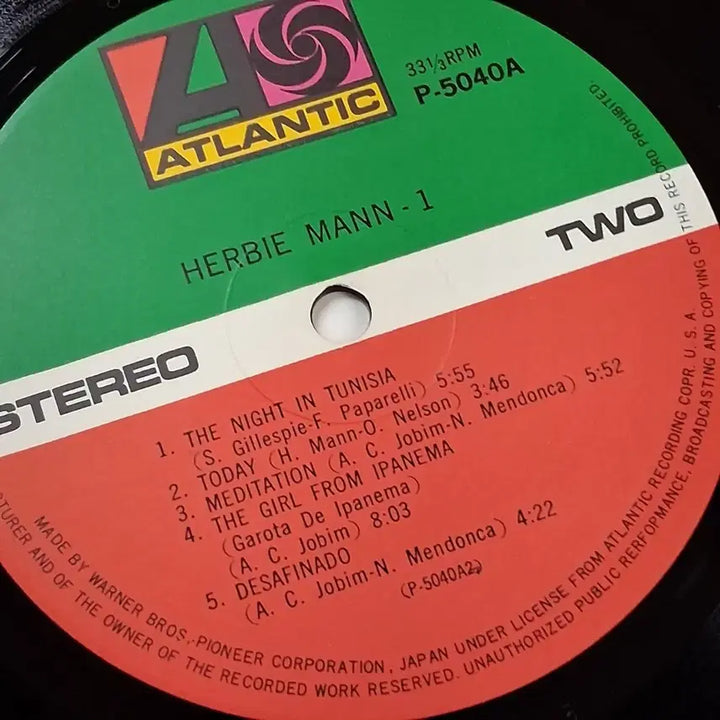 ATLANTIC
33⅓RPM
P-5040A
HERBIE MANN - 1
STEREO
TWO
1. THE NIGHT IN TUNISIA
(S. Gillespie-F. Paparelli) 5:55
2. TODAY (H. Mann-O. Nelson) 3:46
3. MEDITATION (A. C. Jobim-N. Mendonca) 5:52
4. THE GIRL FROM IPANEMA
(Garota De Ipanema)
(A. C. Jobim) 8:03
5. DESAFINADO
(A. C. Jobim-N. Mendonca) 4:22
(P-5040A2)
MADE BY WARNER BROS.-PIONEER CORPORATION, JAPAN UNDER LICENSE FROM ATLANTIC RECORDING COPR. U. S. A
TURER AND OF THE OWNER OF THE RECORDED WORK RESERVED. UNAUTHORIZED PUBLIC RERFOPMANCE, BROADCASTING AND COPYING OF THIS RECORD PROHIBITED.